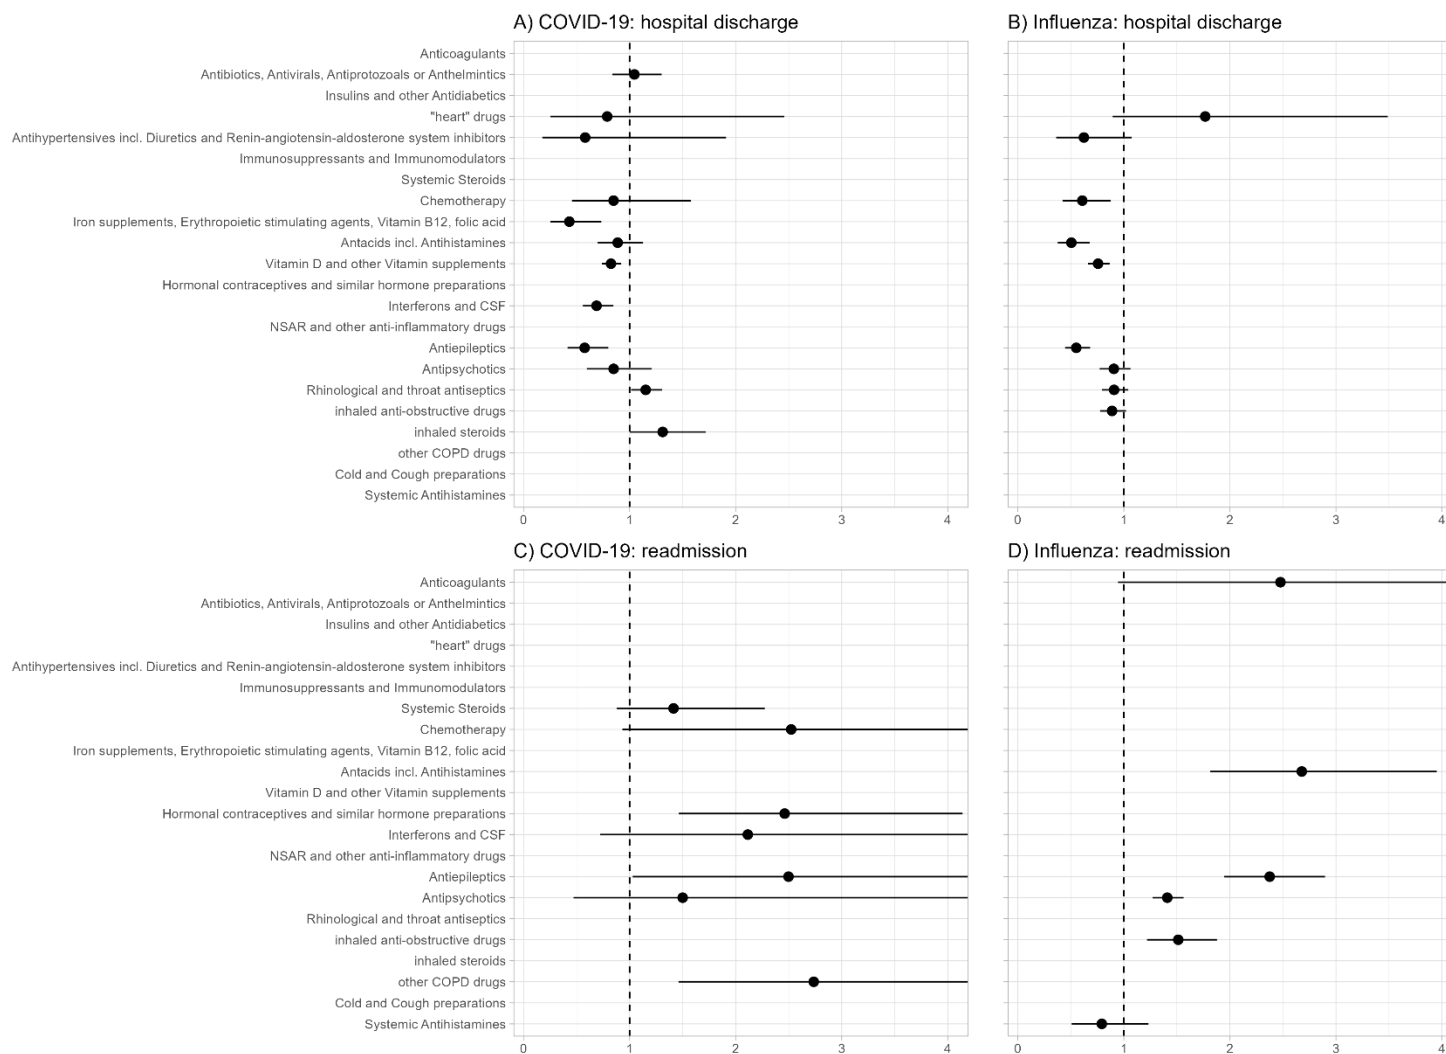 A) COVID-19: hospital discharge
B) Influenza: hospital discharge
Anticoagulants
Antibiotics, Antivirals, Antiprotozoals or Anthelmintics
Insulins and other Antidiabetics
"heart" drugs
Antihypertensives incl. Diuretics and Renin-angiotensin-aldosterone system inhibitors
Immunosuppressants and Immunomodulators
Systemic Steroids
Chemotherapy
Iron supplements, Erythropoietic stimulating agents, Vitamin B12, folic acid
Antacids incl. Antihistamines
Vitamin D and other Vitamin supplements
Hormonal contraceptives and similar hormone preparations
Interferons and CSF
NSAR and other anti-inflammatory drugs
Antiepileptics
Antipsychotics
Rhinological and throat antiseptics
inhaled anti-obstructive drugs
inhaled steroids
other COPD drugs
Cold and Cough preparations
Systemic Antihistamines
0 1 2 3 4
0 1 2 3 4
C) COVID-19: readmission
D) Influenza: readmission
Anticoagulants
Antibiotics, Antivirals, Antiprotozoals or Anthelmintics
Insulins and other Antidiabetics
"heart" drugs
Antihypertensives incl. Diuretics and Renin-angiotensin-aldosterone system inhibitors
Immunosuppressants and Immunomodulators
Systemic Steroids
Chemotherapy
Iron supplements, Erythropoietic stimulating agents, Vitamin B12, folic acid
Antacids incl. Antihistamines
Vitamin D and other Vitamin supplements
Hormonal contraceptives and similar hormone preparations
Interferons and CSF
NSAR and other anti-inflammatory drugs
Antiepileptics
Antipsychotics
Rhinological and throat antiseptics
inhaled anti-obstructive drugs
inhaled steroids
other COPD drugs
Cold and Cough preparations
Systemic Antihistamines
0 1 2 3 4
0 1 2 3 4